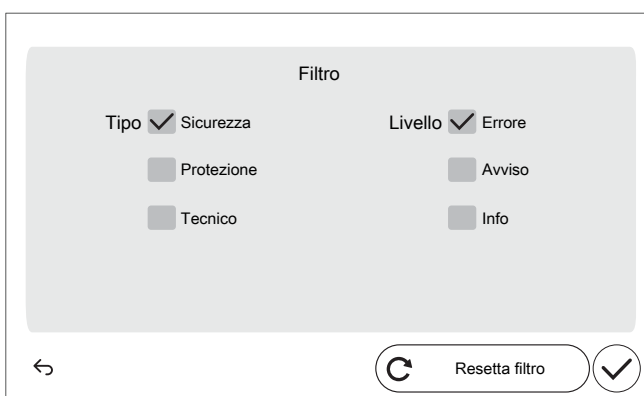 Filtro
Tipo Sicurezza
Protezione
Tecnico
Livello Errore
Avviso
Info
Resetta filtro